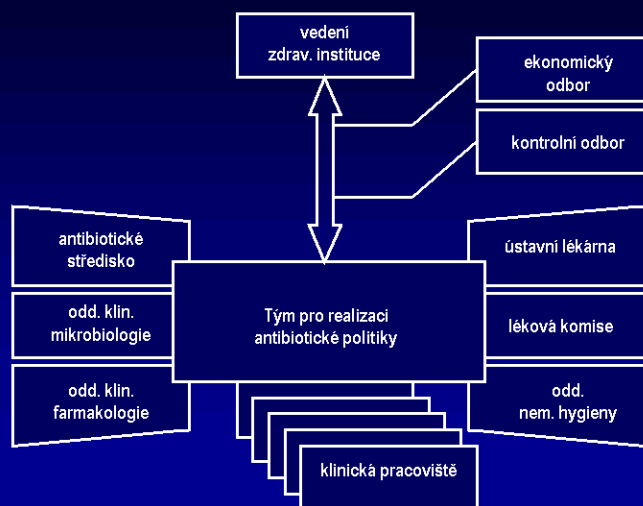 vedení
zdrav. instituce
ekonomický
odbor
kontrolní odbor
antibiotické
středisko
ústavní lékárna
Tým pro realizaci
antibiotické politiky
odd. klin.
mikrobiologie
léková komise
odd. klin.
farmakologie
odd.
nem. hygieny
klinická pracoviště